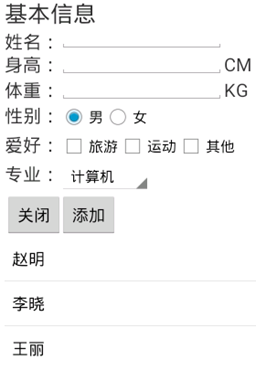 基本信息
姓名：
身高： CM
体重： KG
性别： 男 女
爱好： 旅游 运动 其他
专业： 计算机
关闭 添加
赵明
李晓
王丽